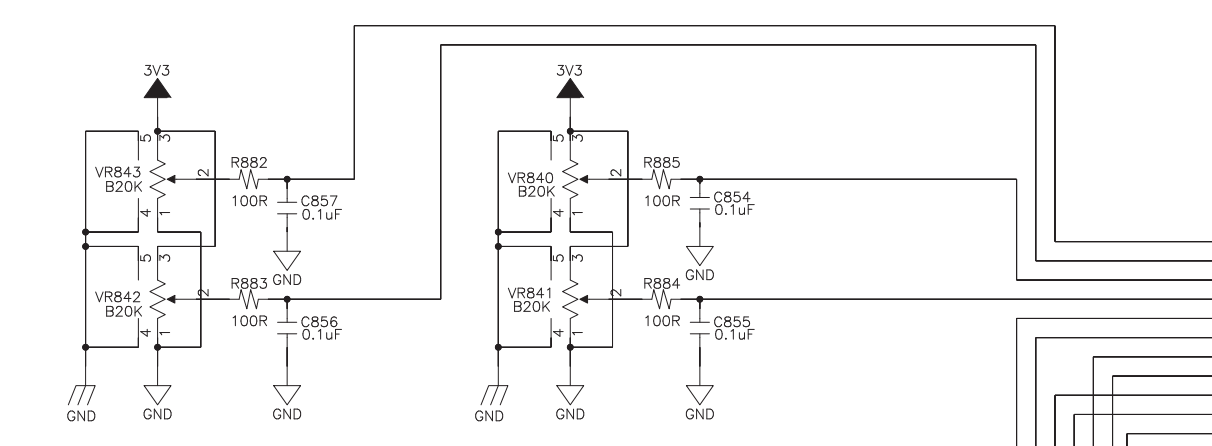 3V3
3V3
5
3
5
3
R882
R885
VR843
B20K
2
VR840
B20K
2
100R
100R
C857
0.1uF
C854
0.1uF
4
1
4
1
GND
GND
5
3
5
3
R883
R884
VR842
B20K
2
VR841
B20K
2
100R
100R
C856
0.1uF
C855
0.1uF
4
1
4
1
GND
GND
GND
GND
GND
GND